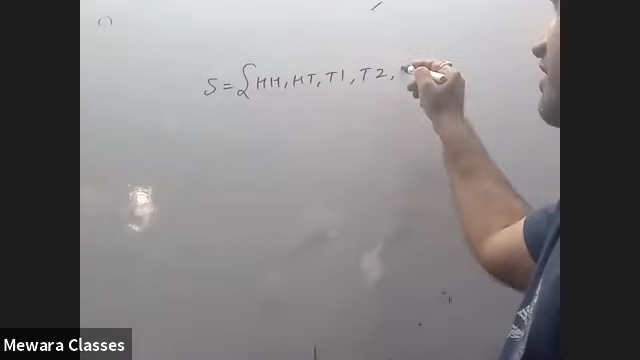 S = { HH, HT, T1, T2,
Mewara Classes